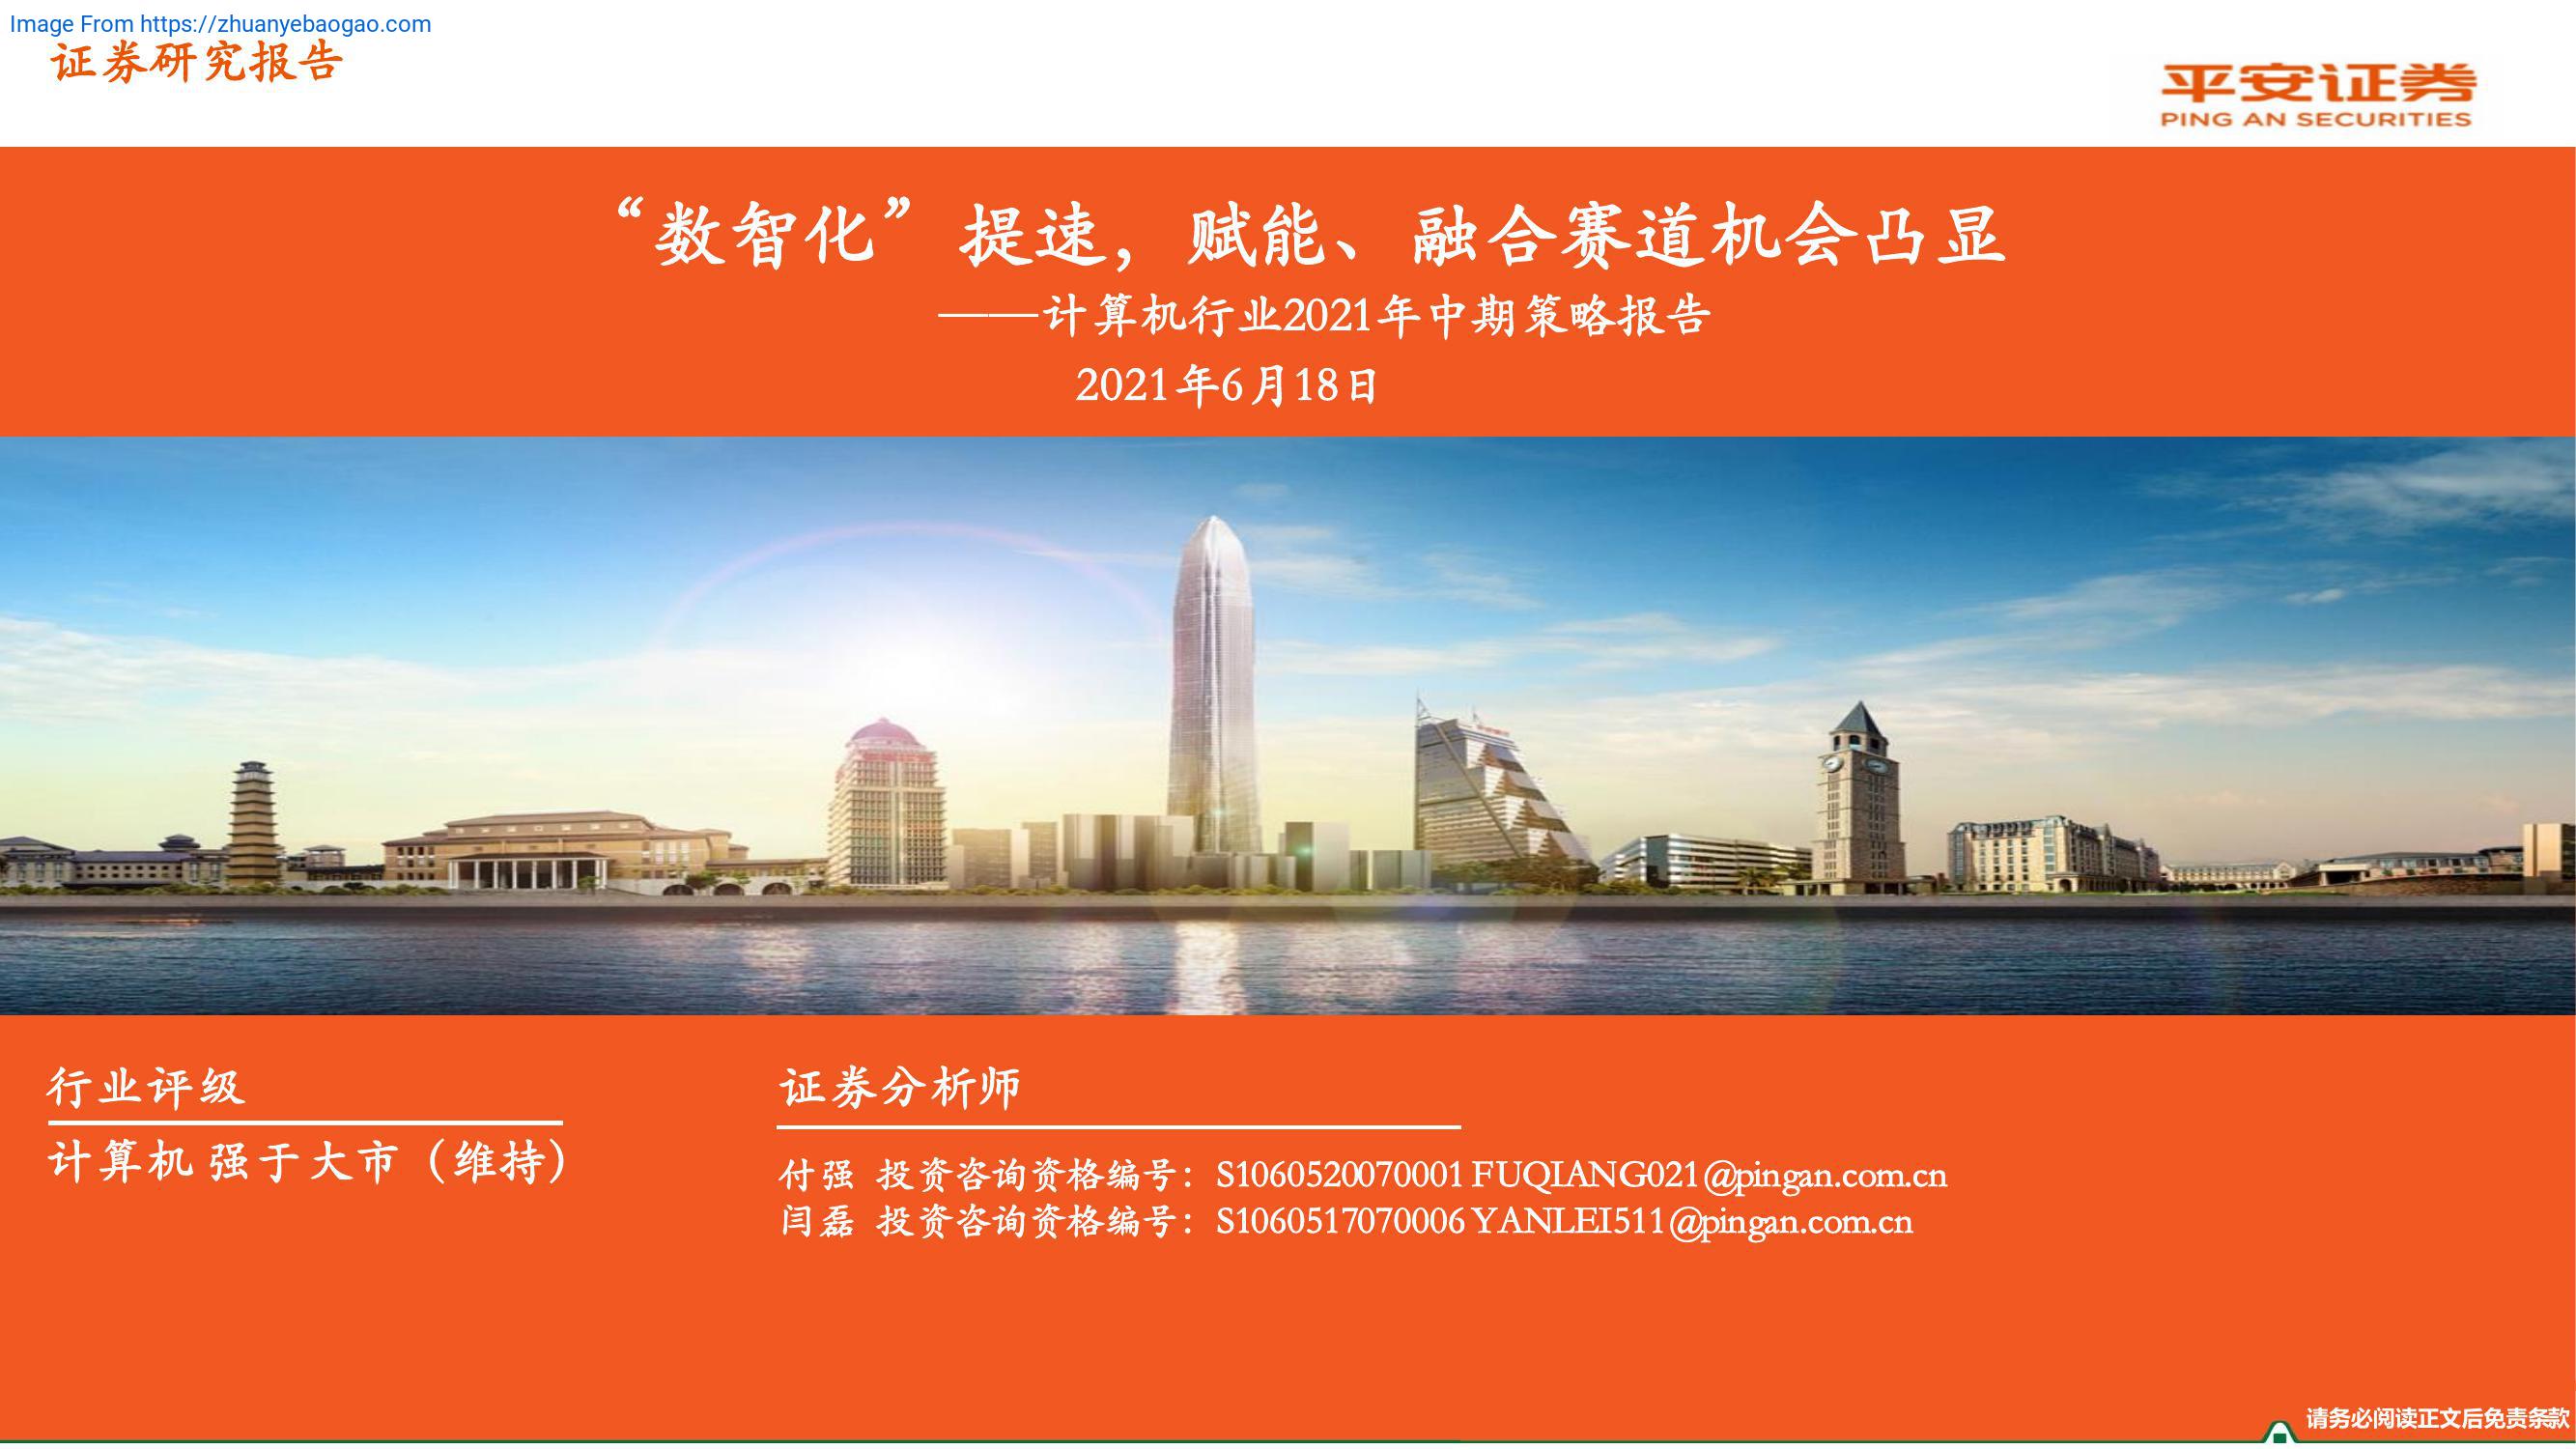 Image From https://zhuanyebaogao.com
证券研究报告
平安证券
PING AN SECURITIES
“数智化”提速，赋能、融合赛道机会凸显
——计算机行业2021年中期策略报告
2021年6月18日
行业评级
计算机 强于大市（维持）
证券分析师
付强 投资咨询资格编号：S1060520070001 FUQIANG021@pingan.com.cn
闫磊 投资咨询资格编号：S1060517070006 YANLEI511@pingan.com.cn
请务必阅读正文后免责条款